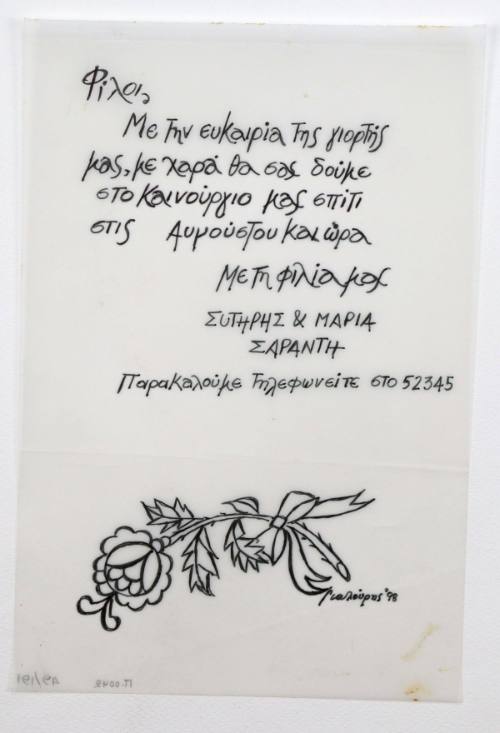 Φίλοι,
Με την ευκαιρία της γιορτής
μας, με χαρά θα σας δούμε
στο καινούργιο μας σπίτι
στις Αυγούστου και ώρα
Με τη φιλία μας
ΣΩΤΗΡΗΣ & ΜΑΡΙΑ
ΣΑΡΑΝΤΗ
Παρακαλούμε τηλεφωνείτε στο 52345